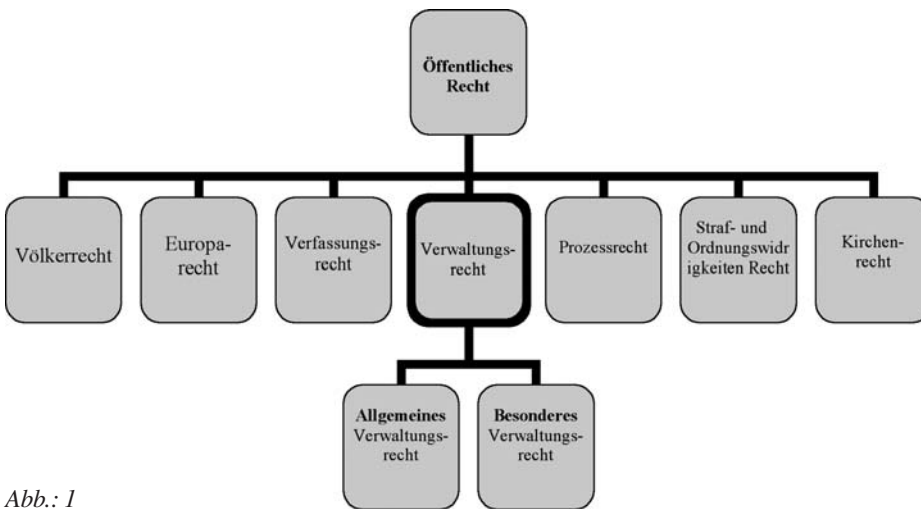 Öffentliches
Recht
Völkerrecht
Europa-
recht
Verfassungs-
recht
Verwaltungs-
recht
Prozessrecht
Straf- und
Ordnungswidr
igkeiten Recht
Kirchen-
recht
Allgemeines
Verwaltungs-
recht
Besonderes
Verwaltungs-
recht
Abb.: 1